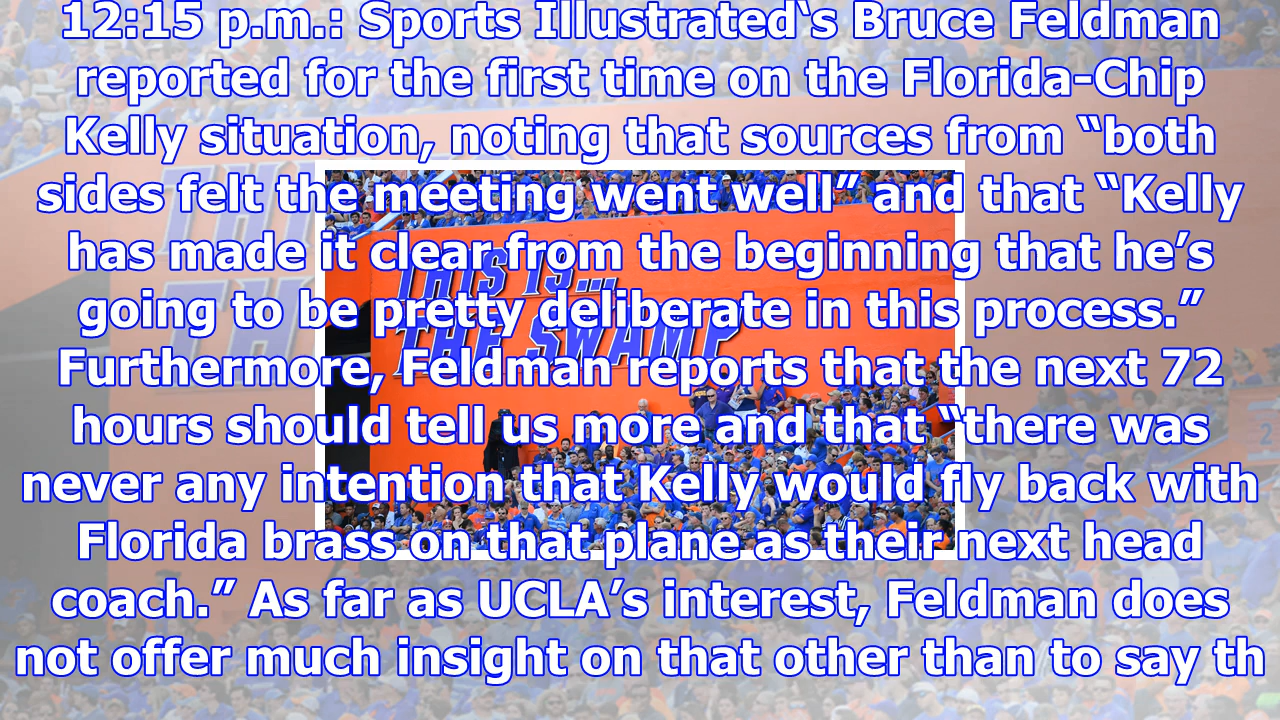 12:15 p.m.: Sports Illustrated‛s Bruce Feldman
reported for the first time on the Florida-Chip
Kelly situation, noting that sources from “both
sides felt the meeting went well” and that “Kelly
has made it clear from the beginning that he’s
going to be pretty deliberate in this process.”
Furthermore, Feldman reports that the next 72
hours should tell us more and that “there was
never any intention that Kelly would fly back with
Florida brass on that plane as their next head
coach.” As far as UCLA’s interest, Feldman does
not offer much insight on that other than to say th
THIS IS...
THE SWAMP